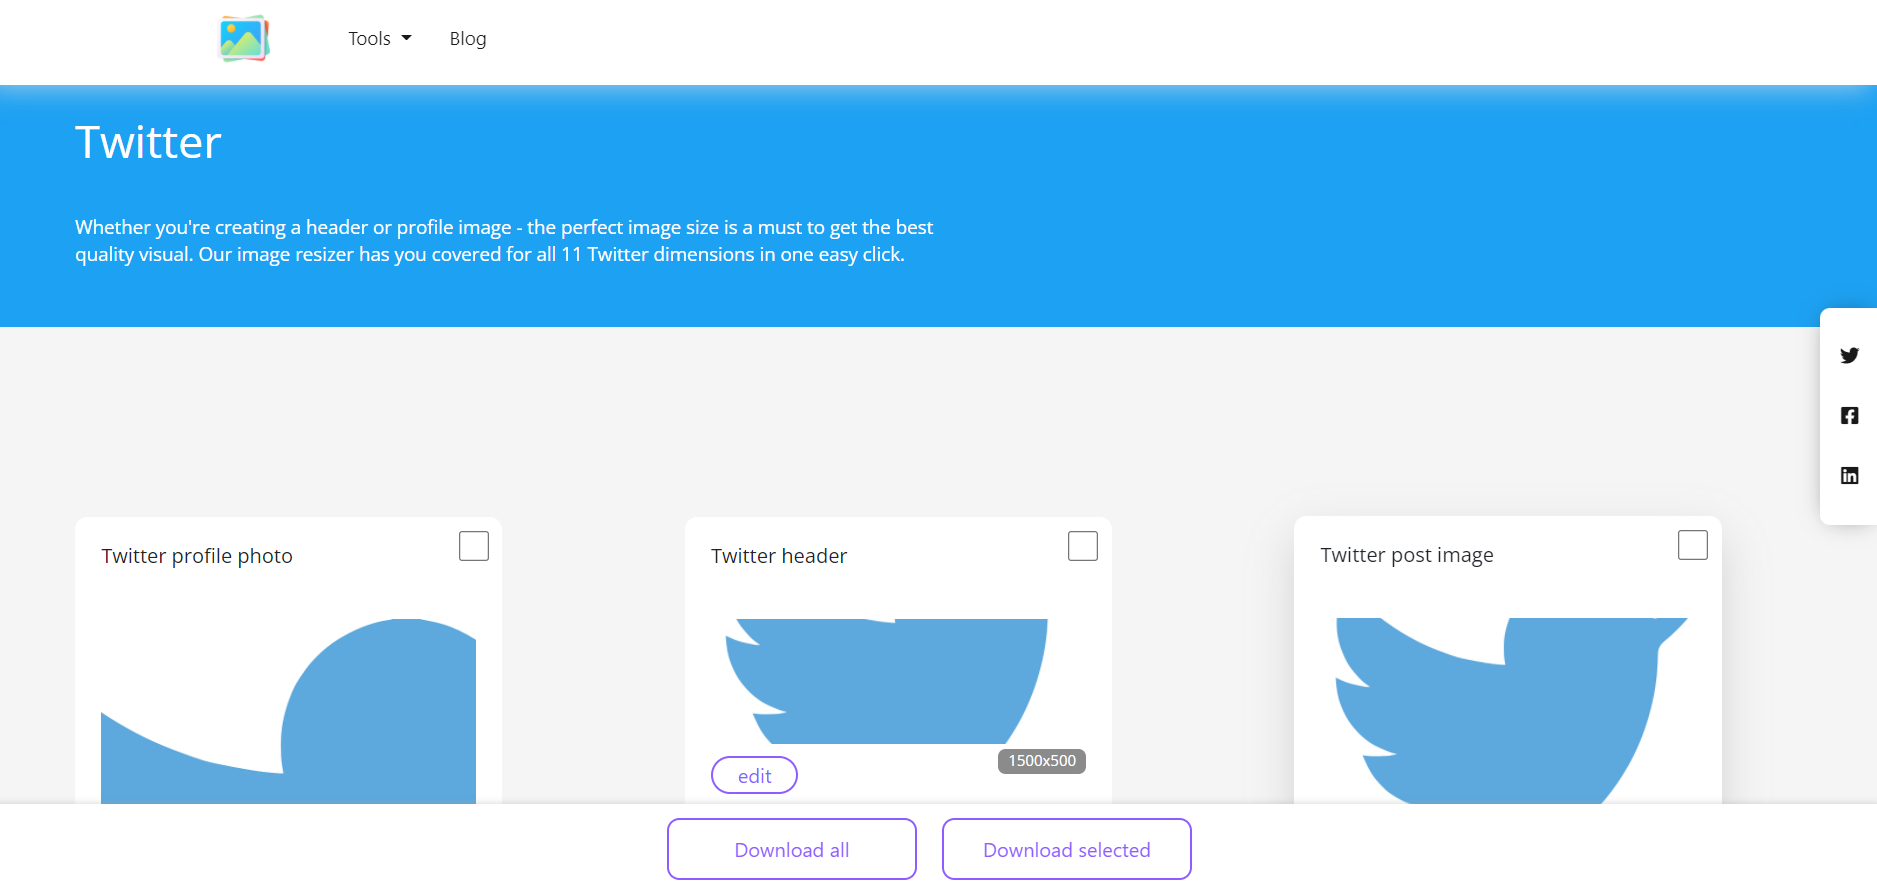 Tools Blog
Twitter
Whether you're creating a header or profile image - the perfect image size is a must to get the best
quality visual. Our image resizer has you covered for all 11 Twitter dimensions in one easy click.
Twitter profile photo
Twitter header
Twitter post image
1500x500
edit
Download all
Download selected